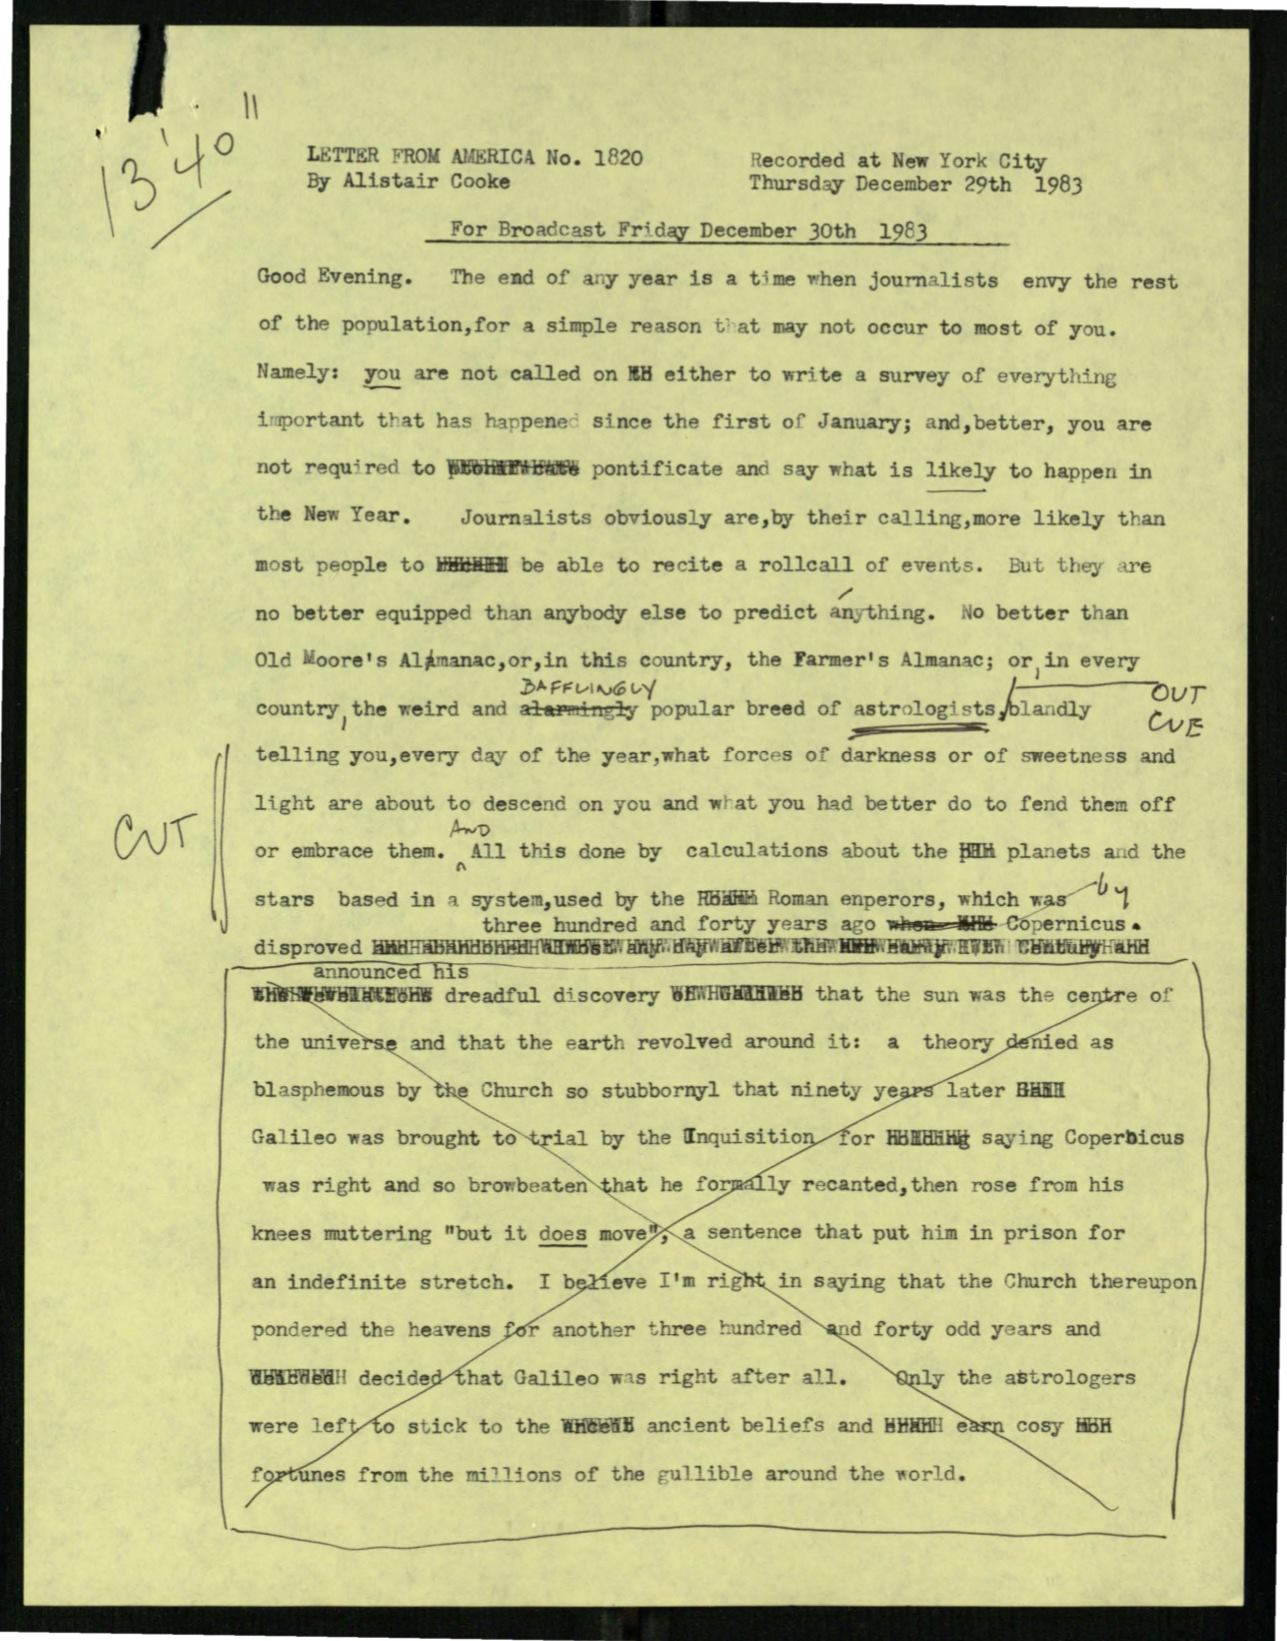 13'40"
LETTER FROM AMERICA No. 1820
By Alistair Cooke
Recorded at New York City
Thursday December 29th 1983
For Broadcast Friday December 30th 1983
Good Evening. The end of any year is a time when journalists envy the rest
of the population,for a simple reason that may not occur to most of you.
Namely: you are not called on either to write a survey of everything
important that has happened since the first of January; and,better, you are
not required to pontificate and say what is likely to happen in
the New Year. Journalists obviously are,by their calling,more likely than
most people to be able to recite a rollcall of events. But they are
no better equipped than anybody else to predict anything. No better than
Old Moore's Almanac,or,in this country, the Farmer's Almanac; or, in every
BAFFLINGLY
country, the weird and alarmingly popular breed of astrologists, blandly
OUT
CUE
telling you,every day of the year,what forces of darkness or of sweetness and
light are about to descend on you and what you had better do to fend them off
CUT
AND
or embrace them. All this done by calculations about the planets and the
stars based in a system,used by the Roman enperors, which was by
three hundred and forty years ago when Copernicus.
disproved
announced his
dreadful discovery that the sun was the centre of
the universe and that the earth revolved around it: a theory denied as
blasphemous by the Church so stubbornyl that ninety years later
Galileo was brought to trial by the Inquisition for saying Copernicus
was right and so browbeaten that he formally recanted,then rose from his
knees muttering "but it does move", a sentence that put him in prison for
an indefinite stretch. I believe I'm right in saying that the Church thereupon
pondered the heavens for another three hundred and forty odd years and
decided that Galileo was right after all. Only the astrologers
were left to stick to the ancient beliefs and earn cosy
fortunes from the millions of the gullible around the world.